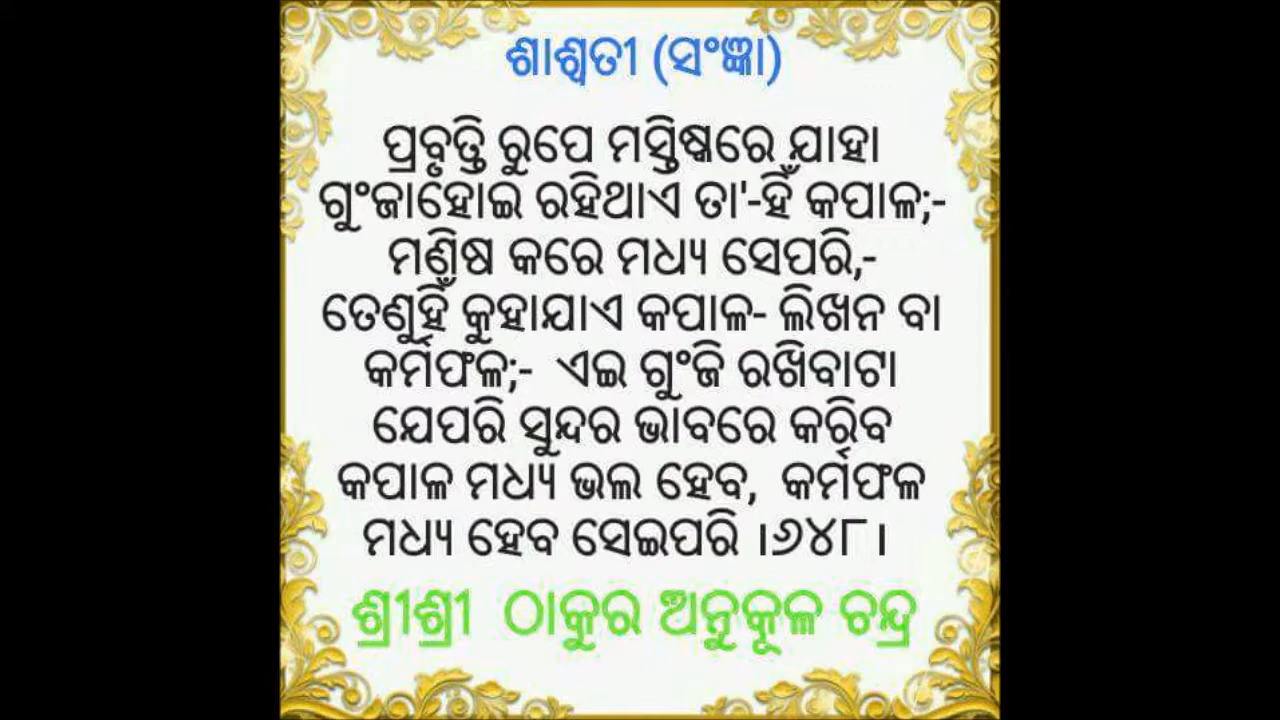 ଶାଶ୍ୱତୀ (ସଂଜ୍ଞା)
ପ୍ରବୃତ୍ତି ରୁପେ ମସ୍ତିଷ୍କରେ ଯାହା
ଗୁଂଜାହୋଇ ରହିଥାଏ ତା'-ହିଁ କପାଳ;-
ମଣିଷ କରେ ମଧ୍ୟ ସେପରି,-
ତେଣୁହିଁ କୁହାଯାଏ କପାଳ- ଲିଖନ ବା
କର୍ମଫଳ;- ଏଇ ଗୁଂଜି ରଖିବାଟା
ଯେପରି ସୁନ୍ଦର ଭାବରେ କରିବ
କପାଳ ମଧ୍ୟ ଭଲ ହେବ, କର୍ମଫଳ
ମଧ୍ୟ ହେବ ସେଇପରି ।୬୪୮।
ଶ୍ରୀଶ୍ରୀ ଠାକୁର ଅନୁକୂଳ ଚନ୍ଦ୍ର